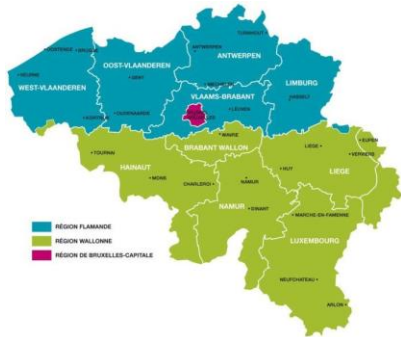 TURNHOUT
ANTWERPEN
OOSTENDE
BRUGGE
OOST-VLAANDEREN
ANTWERPEN
VEURNE
GENT
MECHELEN
LIMBURG
WEST-VLAANDEREN
VLAAMS-BRABANT
HASSELT
OUDENAARDE
LEUVEN
KORTRIJK
WAVRE
BRABANT WALLON
LIEGE
EUPEN
TOURNAI
VERVIERS
HAINAUT
HUY
LIEGE
MONS
CHARLEROI
NAMUR
NAMUR
DINANT
MARCHE-EN-FAMENNE
LUXEMBOURG
RÉGION FLAMANDE
RÉGION WALLONNE
RÉGION DE BRUXELLES-CAPITALE
NEUFCHATEAU
ARLON